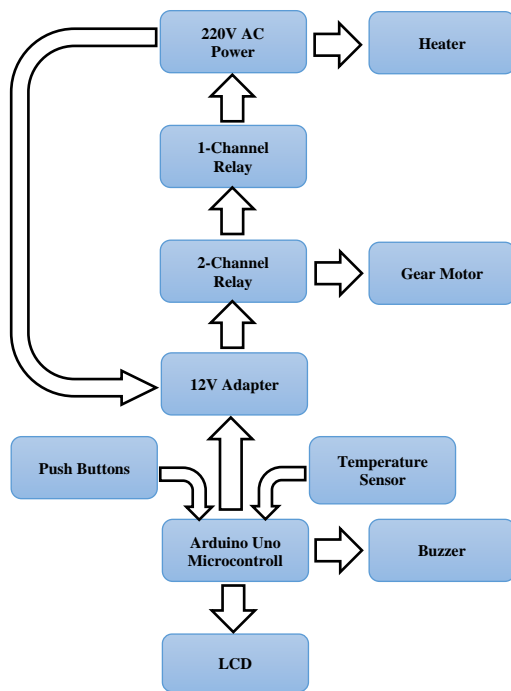 220V AC
Power
Heater
1-Channel
Relay
2-Channel
Relay
Gear Motor
12V Adapter
Push Buttons
Temperature
Sensor
Arduino Uno
Microcontroll
Buzzer
LCD